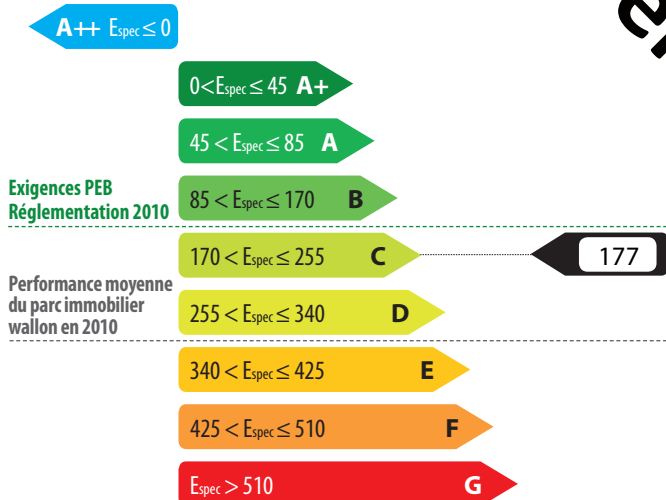 A++ Espec ≤ 0
0<Espec ≤ 45 A+
45 < Espec ≤ 85 A
Exigences PEB
Réglementation 2010
85 < Espec ≤ 170 B
170 < Espec ≤ 255 C
177
Performance moyenne
du parc immobilier
wallon en 2010
255 < Espec ≤ 340 D
340 < Espec ≤ 425 E
425 < Espec ≤ 510 F
Espec > 510 G